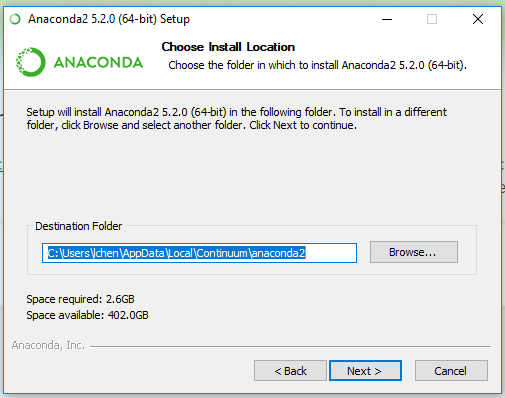 Anaconda2 5.2.0 (64-bit) Setup
Choose Install Location
Choose the folder in which to install Anaconda2 5.2.0 (64-bit).
ANACONDA
Setup will install Anaconda2 5.2.0 (64-bit) in the following folder. To install in a different
folder, click Browse and select another folder. Click Next to continue.
Destination Folder
C:\Users\lchen\AppData\Local\Continuum\anaconda2
Browse...
Space required: 2.6GB
Space available: 402.0GB
Anaconda, Inc.
< Back
Next >
Cancel